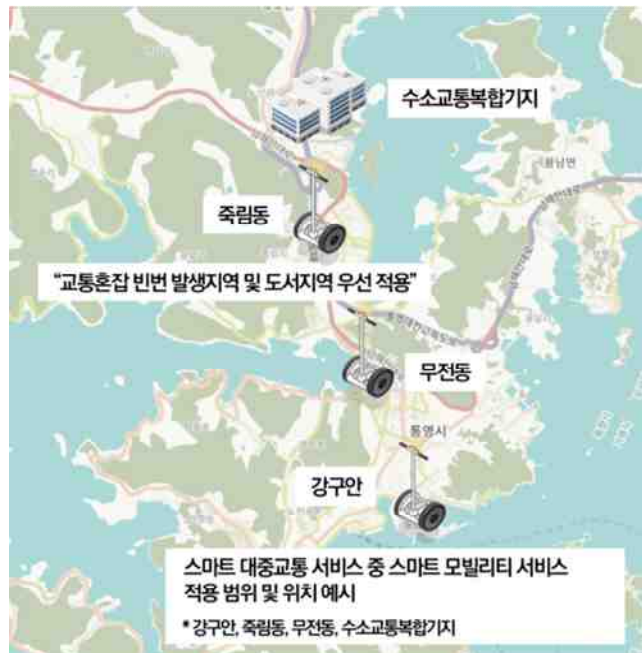 수소교통복합기지
용남면
죽림동
“교통혼잡 빈번 발생지역 및 도서지역 우선 적용”
무전동
통영시
강구안
스마트 대중교통 서비스 중 스마트 모빌리티 서비스
적용 범위 및 위치 예시
* 강구안, 죽림동, 무전동, 수소교통복합기지